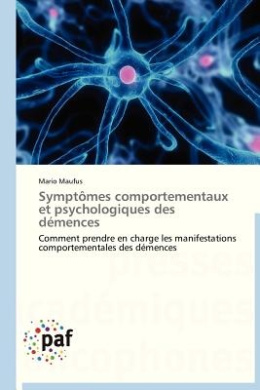 Mario Maufus
Symptômes comportementaux
et psychologiques des
démences
Comment prendre en charge les manifestations
comportementales des démences
presses
académiques
francophones
paf